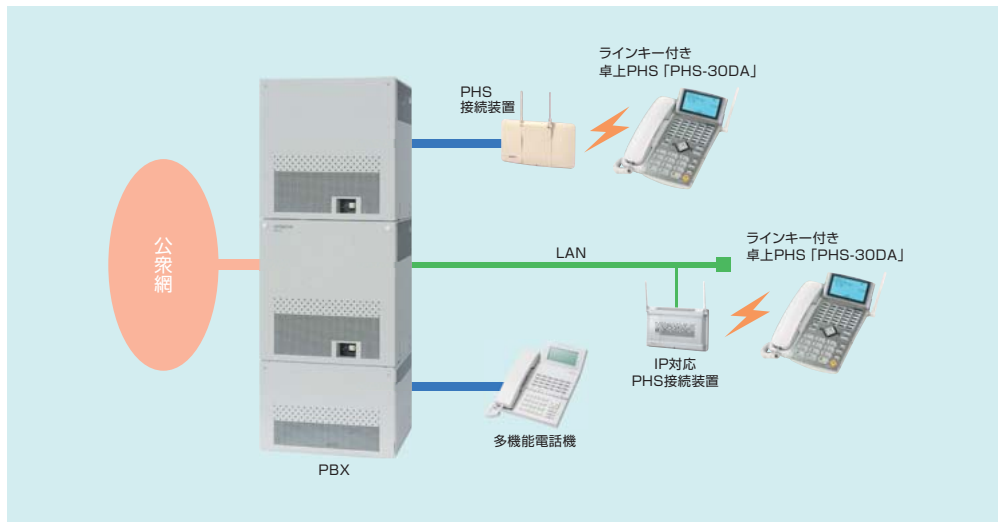 ラインキー付き
卓上PHS「PHS-30DA」
PHS
接続装置
公衆網
LAN
ラインキー付き
卓上PHS「PHS-30DA」
IP対応
PHS接続装置
多機能電話機
PBX